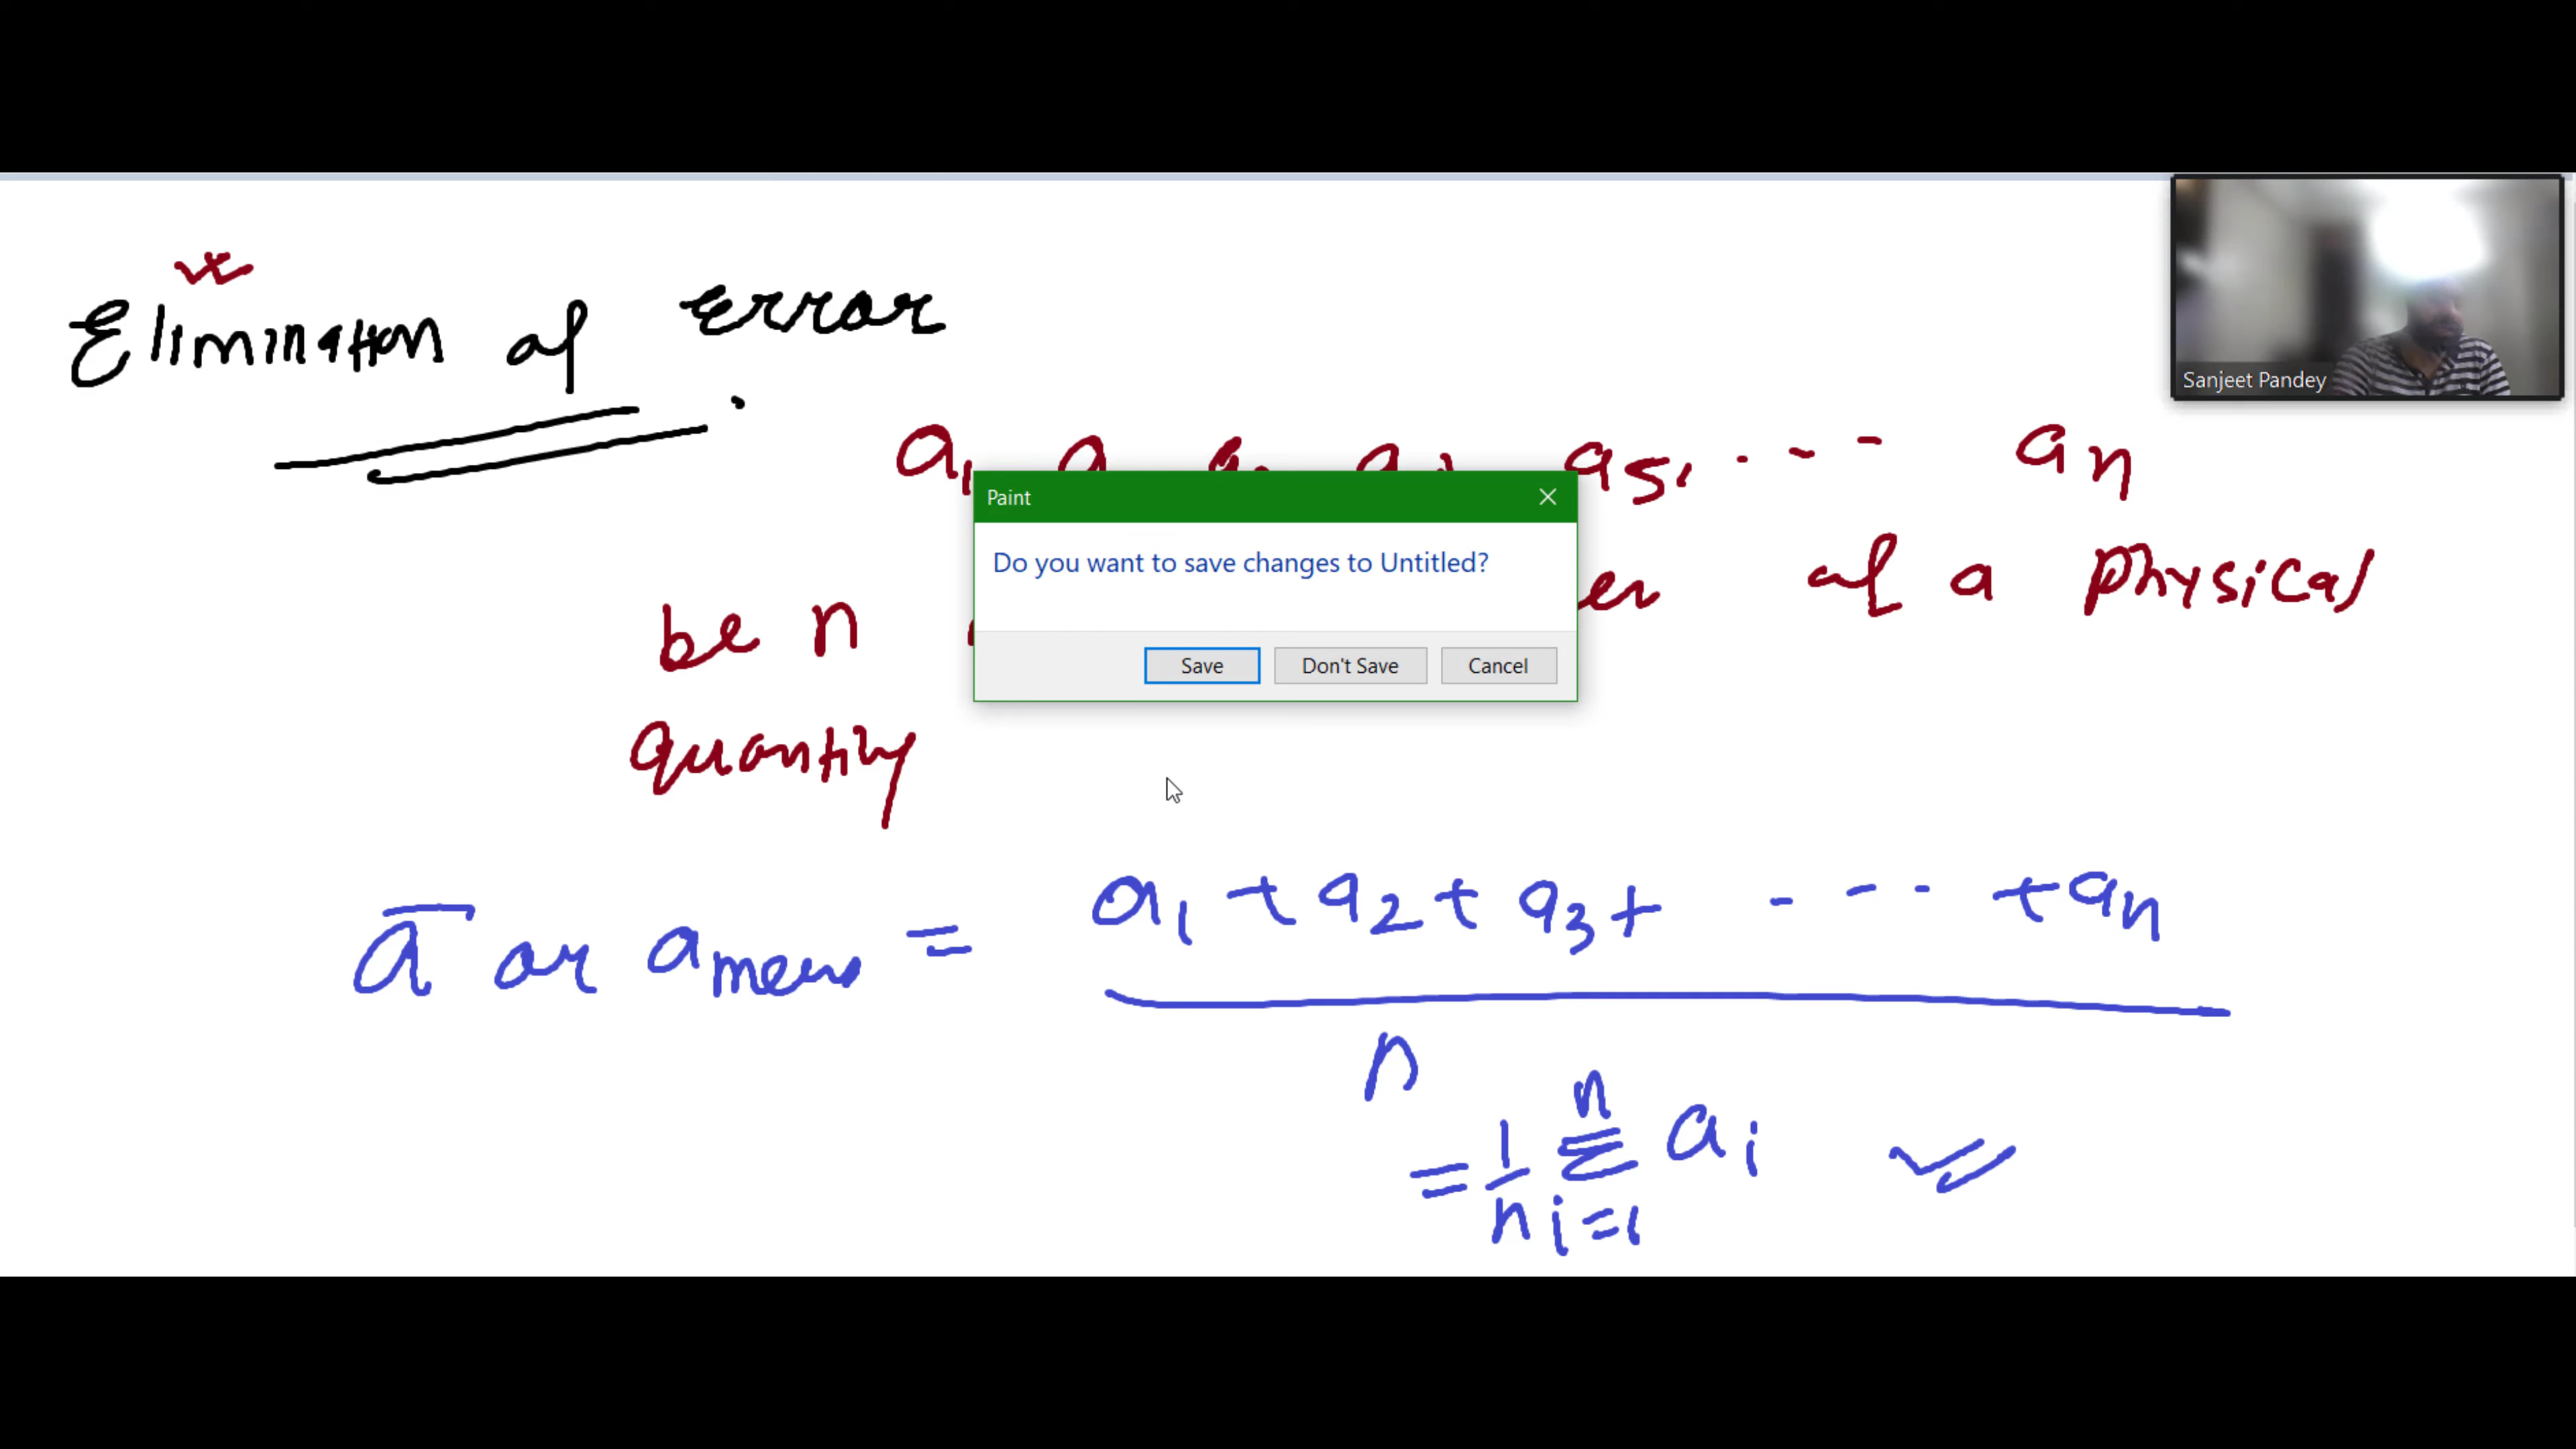 Elimination of error
Sanjeet Pandey
a1 a a a a5, ... an
Paint
Do you want to save changes to Untitled?
be n of a physical
Save Don't Save Cancel
quantity
a̅ or amean = a1 + a2 + a3 + ... + an
n
= 1/n n∑i=1 ai